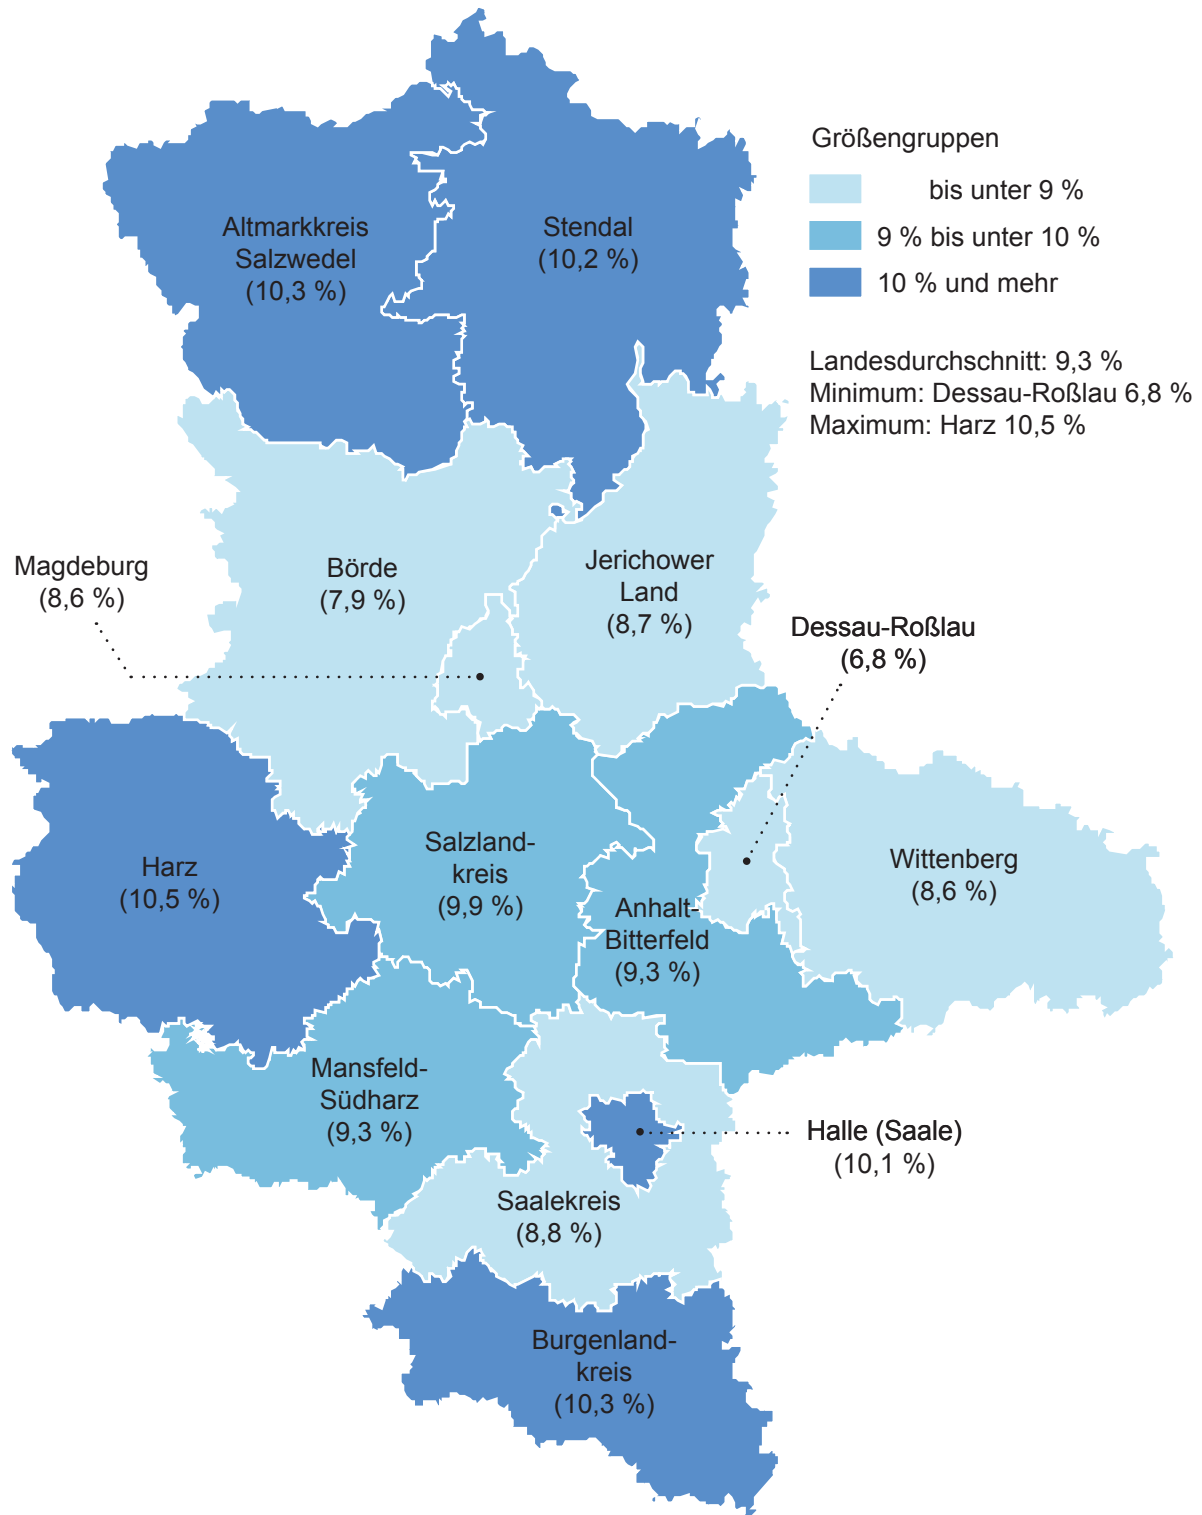 Größengruppen
bis unter 9 %
9 % bis unter 10 %
10 % und mehr
Landesdurchschnitt: 9,3 %
Minimum: Dessau-Roßlau 6,8 %
Maximum: Harz 10,5 %
Altmarkkreis
Salzwedel
(10,3 %)
Stendal
(10,2 %)
Magdeburg
(8,6 %)
Börde
(7,9 %)
Jerichower
Land
(8,7 %)
Dessau-Roßlau
(6,8 %)
Harz
(10,5 %)
Salzland-
kreis
(9,9 %)
Anhalt-
Bitterfeld
(9,3 %)
Wittenberg
(8,6 %)
Mansfeld-
Südharz
(9,3 %)
Halle (Saale)
(10,1 %)
Saalekreis
(8,8 %)
Burgenland-
kreis
(10,3 %)